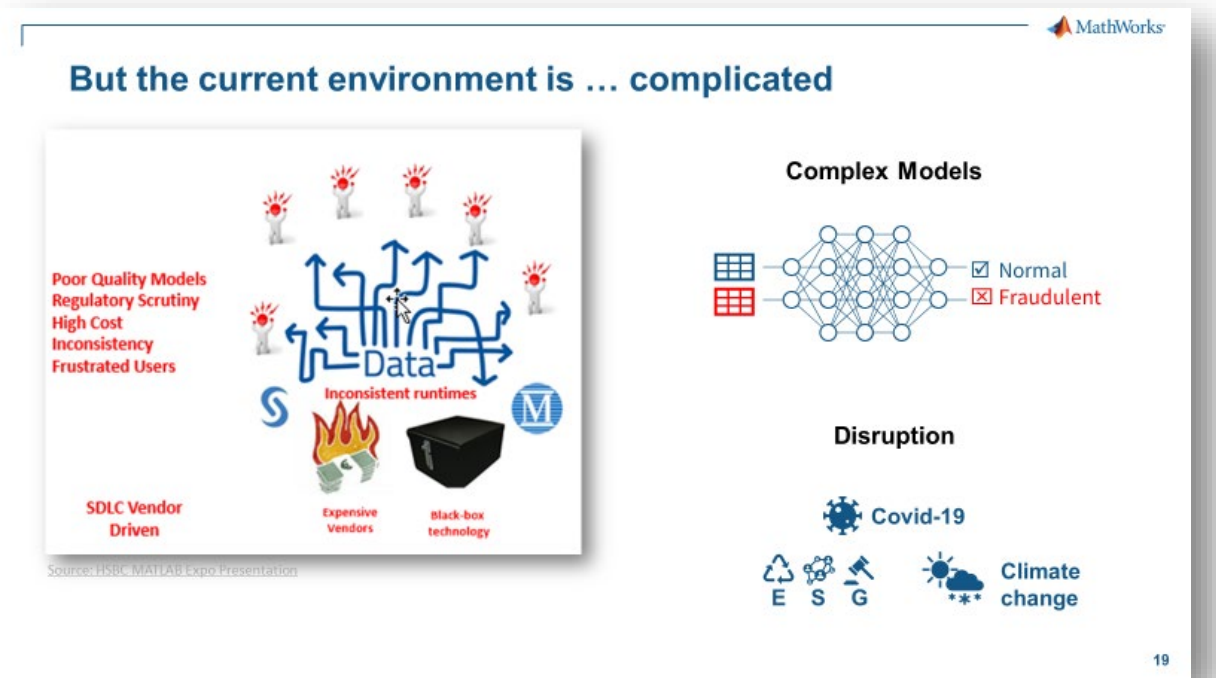 MathWorks
But the current environment is … complicated
Poor Quality Models
Regulatory Scrutiny
High Cost
Inconsistency
Frustrated Users
Data
Inconsistent runtimes
M
SDLC Vendor
Driven
Expensive
Vendors
Black-box
technology
Source: HSBC MATLAB Expo Presentation
Complex Models
Normal
Fraudulent
Disruption
Covid-19
E S G
Climate
change
19